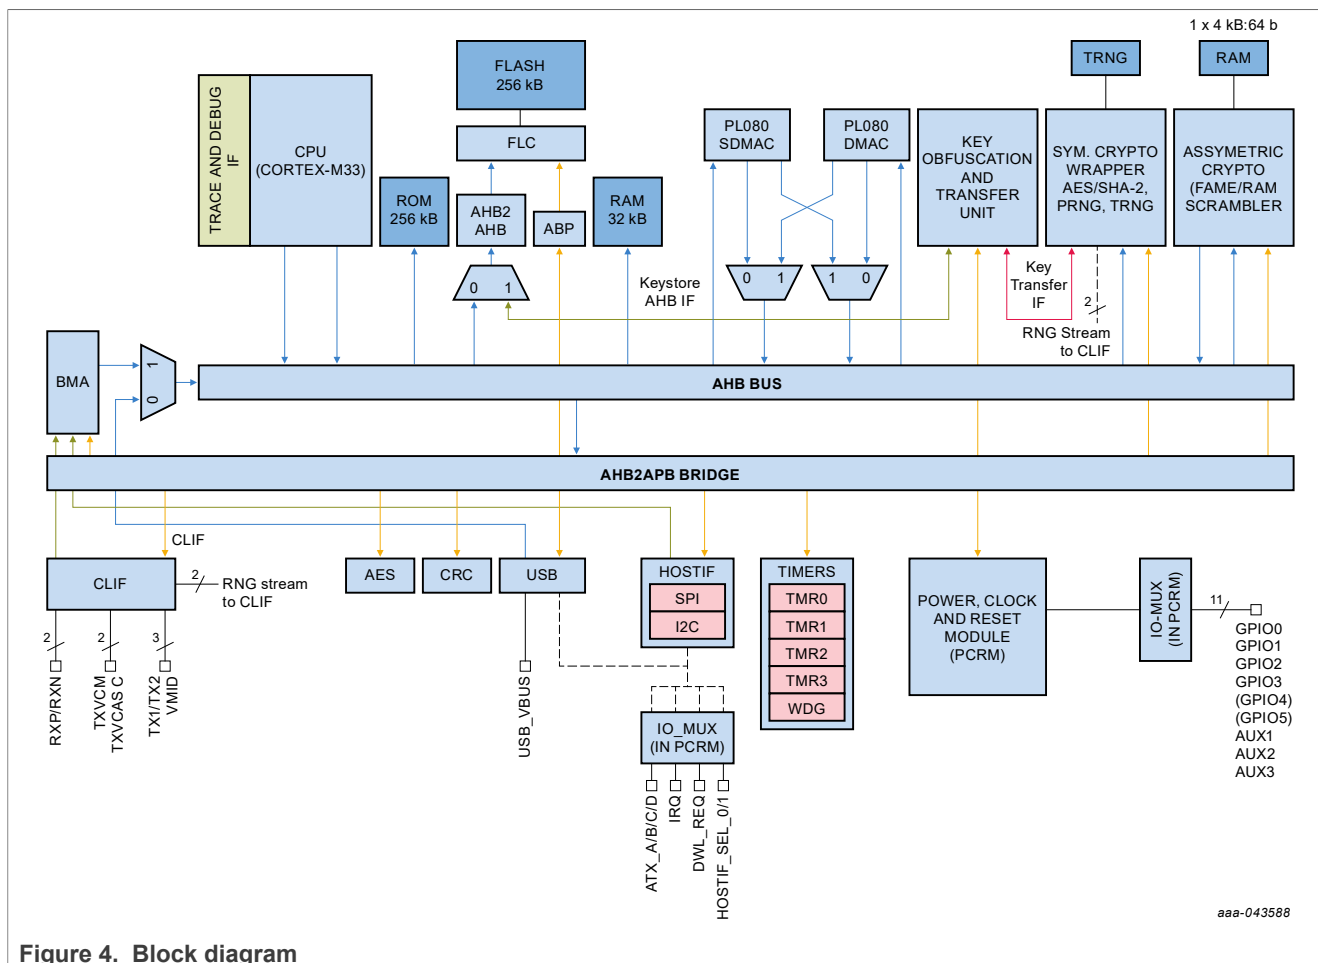 1 x 4 kB:64 b
FLASH
256 kB
TRNG
RAM
TRACE AND DEBUG
IF
CPU
(CORTEX-M33)
FLC
PL080
SDMAC
PL080
DMAC
KEY
OBFUSCATION
AND
TRANSFER
UNIT
SYM. CRYPTO
WRAPPER
AES/SHA-2,
PRNG, TRNG
ASSYMETRIC
CRYPTO
(FAME/RAM
SCRAMBLER
ROM
256 kB
AHB2
AHB
ABP
RAM
32 kB
0 1
Keystore
AHB IF
0 1
1 0
Key
Transfer
IF
2
RNG Stream
to CLIF
BMA
1
0
AHB BUS
AHB2APB BRIDGE
CLIF
CLIF
2
RNG stream
to CLIF
AES
CRC
USB
HOSTIF
SPI
I2C
TIMERS
TMR0
TMR1
TMR2
TMR3
WDG
POWER, CLOCK
AND RESET
MODULE
(PCRM)
IO-MUX
(IN PCRM)
11
GPIO0
GPIO1
GPIO2
GPIO3
(GPIO4)
(GPIO5)
AUX1
AUX2
AUX3
2
2
3
RXP/RXN
TXVCM
TXVCAS C
TX1/TX2
VMID
USB_VBUS
IO_MUX
(IN PCRM)
ATX_A/B/C/D
IRQ
DWL_REQ
HOSTIF_SEL_0/1
aaa-043588
Figure 4. Block diagram